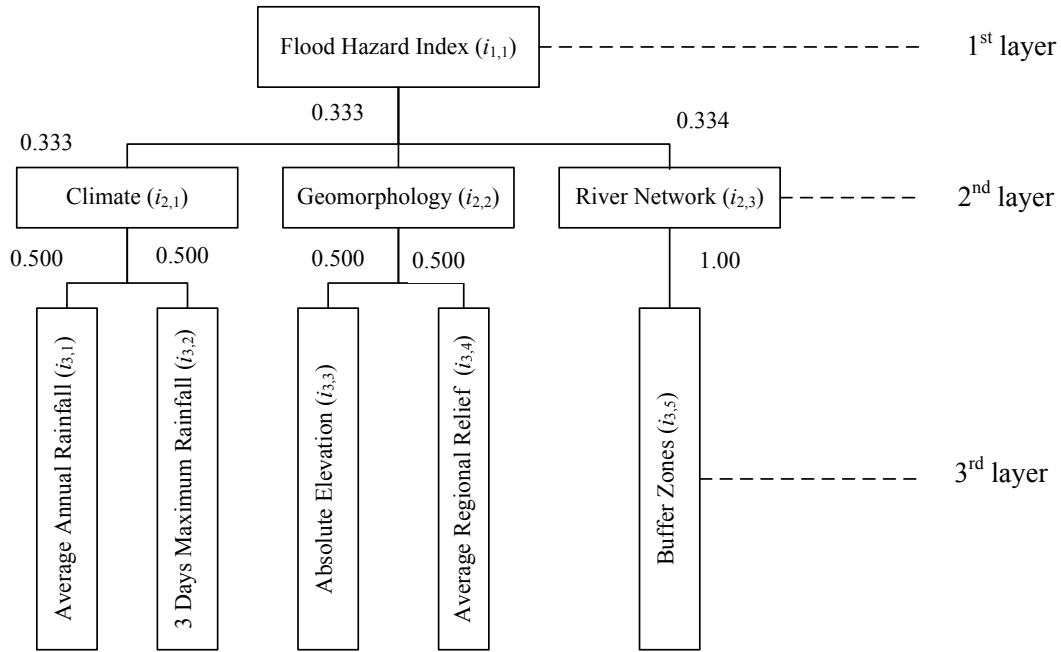 Flood Hazard Index (i1,1)
1st layer
0.333
0.333
0.334
Climate (i2,1)
Geomorphology (i2,2)
River Network (i2,3)
2nd layer
0.500
0.500
0.500
0.500
1.00
Average Annual Rainfall (i3,1)
3 Days Maximum Rainfall (i3,2)
Absolute Elevation (i3,3)
Average Regional Relief (i3,4)
Buffer Zones (i3,5)
3rd layer